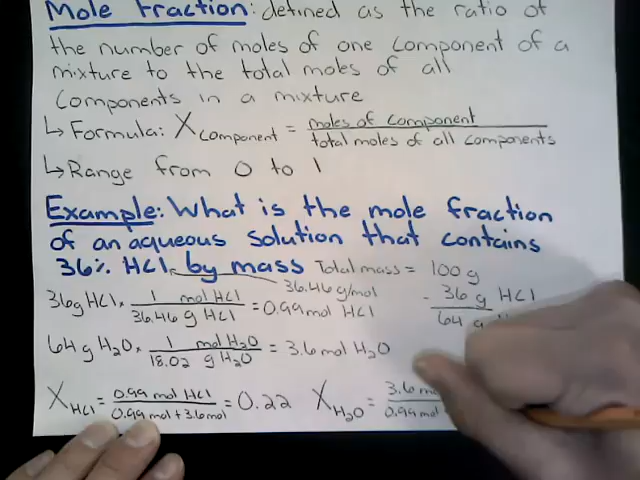 Mole Fraction: defined as the ratio of
the number of moles of one component of a
mixture to the total moles of all
components in a mixture
↳ Formula: X component = moles of component / total moles of all components
↳ Range from 0 to 1
Example: What is the mole fraction
of an aqueous solution that contains
36% HCl by mass Total mass = 100 g
36.46 g/mol - 36 g HCl
36 g HCl × 1 mol HCl / 36.46 g HCl = 0.99 mol HCl 64 g
64 g H2O × 1 mol H2O / 18.02 g H2O = 3.6 mol H2O
X HCl = 0.99 mol HCl / 0.99 mol + 3.6 mol = 0.22 X H2O = 3.6 / 0.99 mol